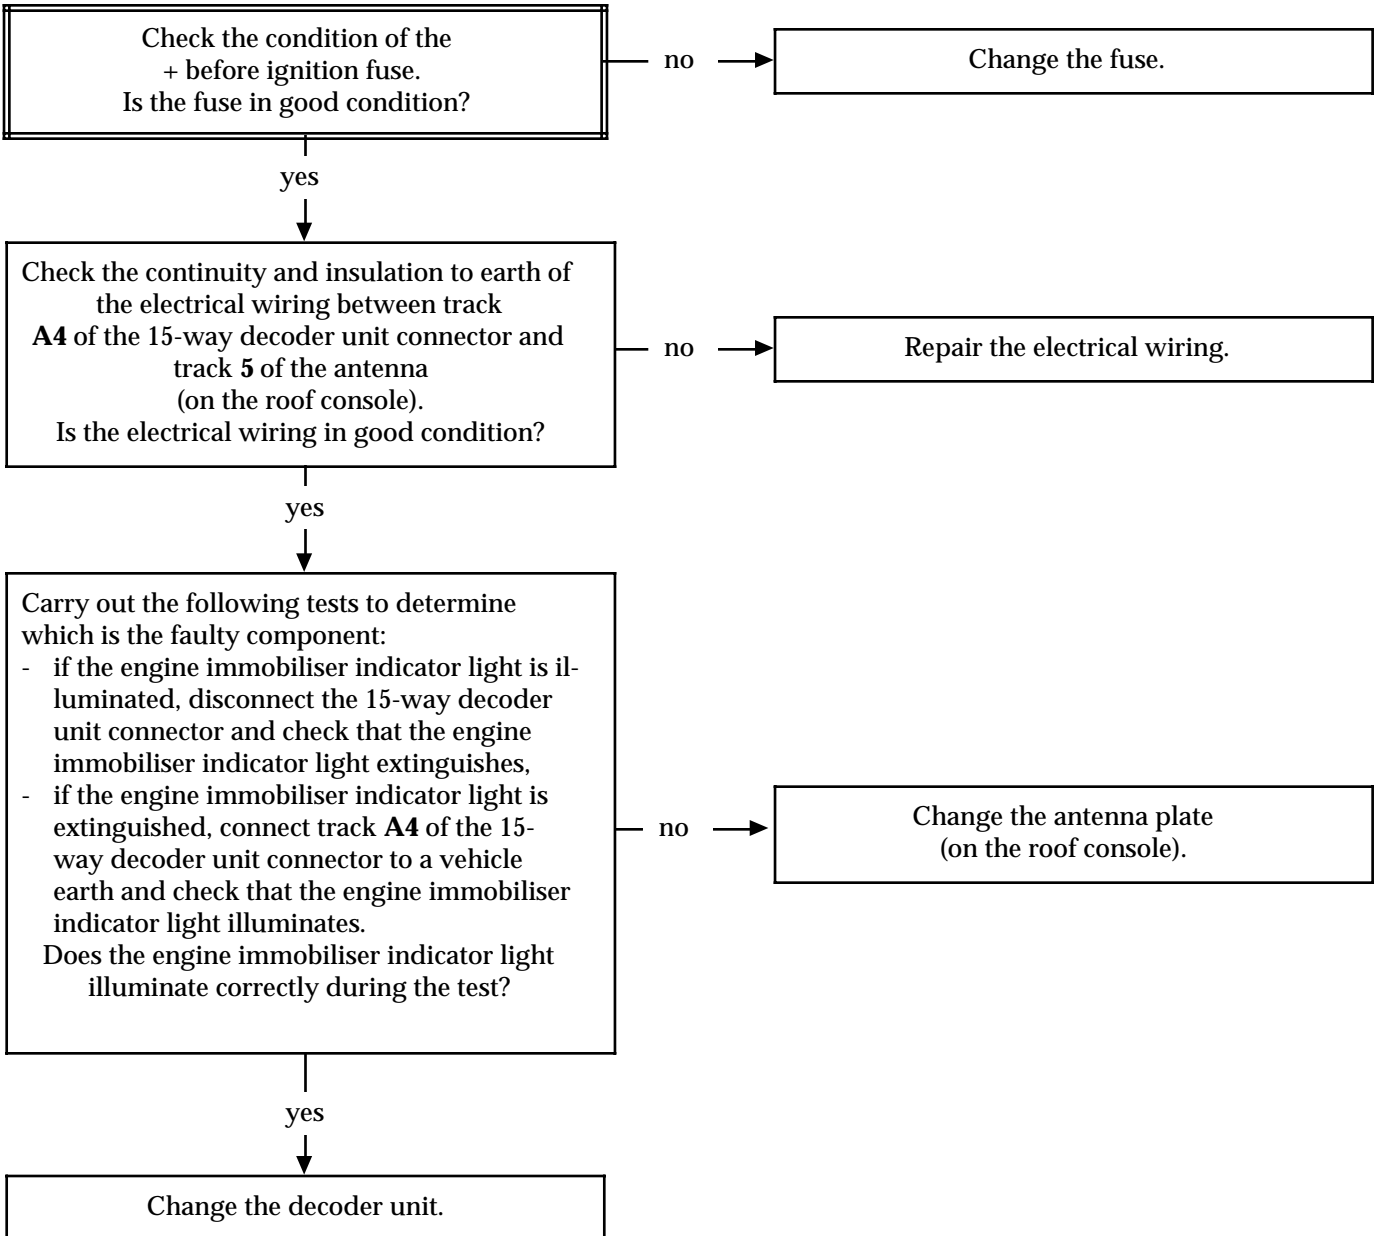 Check the condition of the
+ before ignition fuse.
Is the fuse in good condition?
no
Change the fuse.
yes
Check the continuity and insulation to earth of
the electrical wiring between track
A4 of the 15-way decoder unit connector and
track 5 of the antenna
(on the roof console).
Is the electrical wiring in good condition?
no
Repair the electrical wiring.
yes
Carry out the following tests to determine
which is the faulty component:
- if the engine immobiliser indicator light is il-
luminated, disconnect the 15-way decoder
unit connector and check that the engine
immobiliser indicator light extinguishes,
- if the engine immobiliser indicator light is
extinguished, connect track A4 of the 15-
way decoder unit connector to a vehicle
earth and check that the engine immobiliser
indicator light illuminates.
Does the engine immobiliser indicator light
illuminate correctly during the test?
no
Change the antenna plate
(on the roof console).
yes
Change the decoder unit.